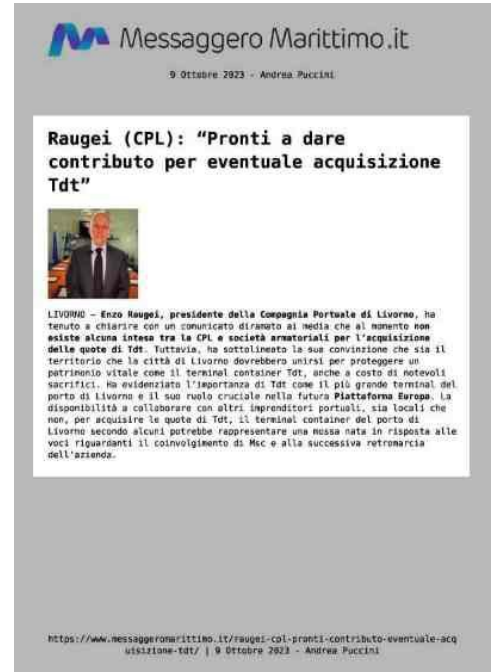 Messaggero Marittimo.it
9 Ottobre 2023 - Andrea Puccini
Raugei (CPL): “Pronti a dare
contributo per eventuale acquisizione
Tdt”
LIVORNO – Enzo Raugei, presidente della Compagnia Portuale di Livorno, ha
tenuto a chiarire con un comunicato diramato ai media che al momento non
esiste alcuna intesa tra la CPL e società armatoriali per l'acquisizione
delle quote di Tdt. Tuttavia, ha sottolineato la sua convinzione che sia il
territorio che la città di Livorno dovrebbero unirsi per proteggere un
patrimonio vitale come il terminal container Tdt, anche a costo di notevoli
sacrifici. Ha evidenziato l'importanza di Tdt come il più grande terminal del
porto di Livorno e il suo ruolo cruciale nella futura Piattaforma Europa. La
disponibilità a collaborare con altri imprenditori portuali, sia locali che
non, per acquisire le quote di Tdt, il terminal container del porto di
Livorno secondo alcuni potrebbe rappresentare una mossa nata in risposta alle
voci riguardanti il coinvolgimento di Msc e alla successiva retromarcia
dell'azienda.
https://www.messaggeromarittimo.it/raugei-cpl-pronti-contributo-eventuale-acq
uisizione-tdt/ | 9 Ottobre 2023 - Andrea Puccini